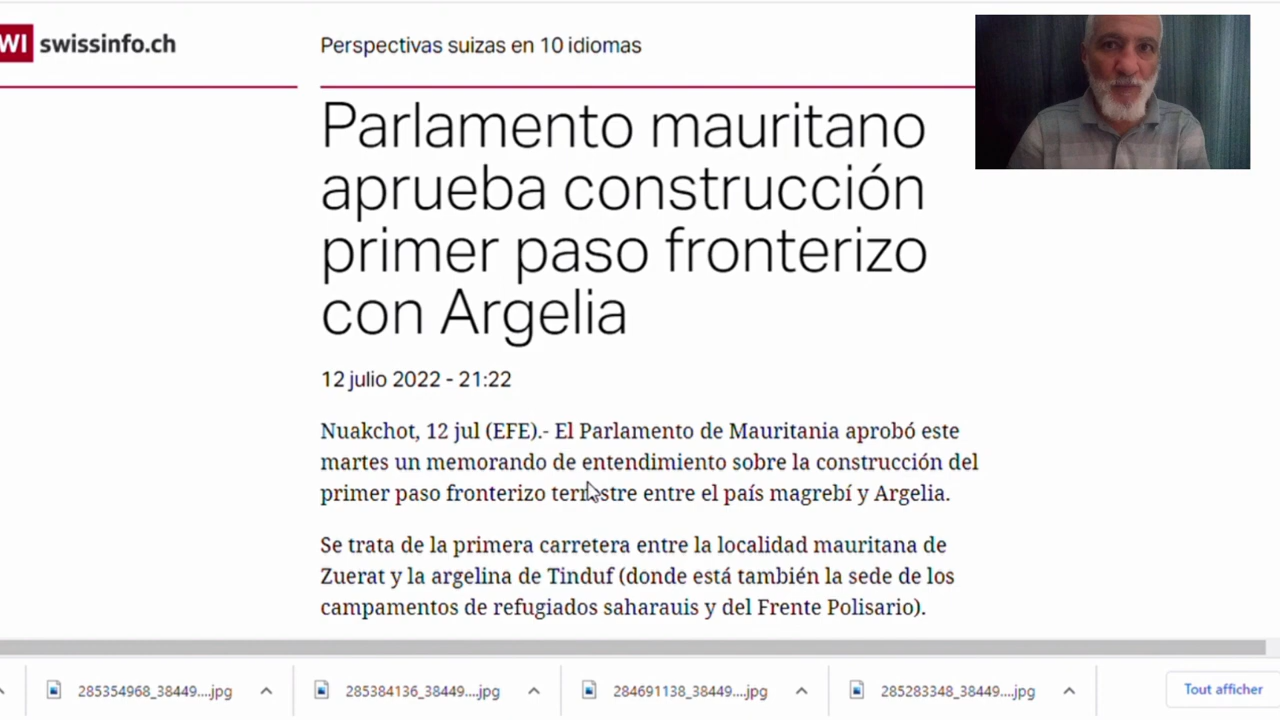 WI swissinfo.ch
Perspectivas suizas en 10 idiomas
Parlamento mauritano
aprueba construcción
primer paso fronterizo
con Argelia
12 julio 2022 - 21:22
Nuakchot, 12 jul (EFE).- El Parlamento de Mauritania aprobó este
martes un memorando de entendimiento sobre la construcción del
primer paso fronterizo terrestre entre el país magrebí y Argelia.
Se trata de la primera carretera entre la localidad mauritana de
Zuerat y la argelina de Tinduf (donde está también la sede de los
campamentos de refugiados saharauis y del Frente Polisario).
285354968_38449....jpg
285384136_38449....jpg
284691138_38449....jpg
285283348_38449....jpg
Tout afficher